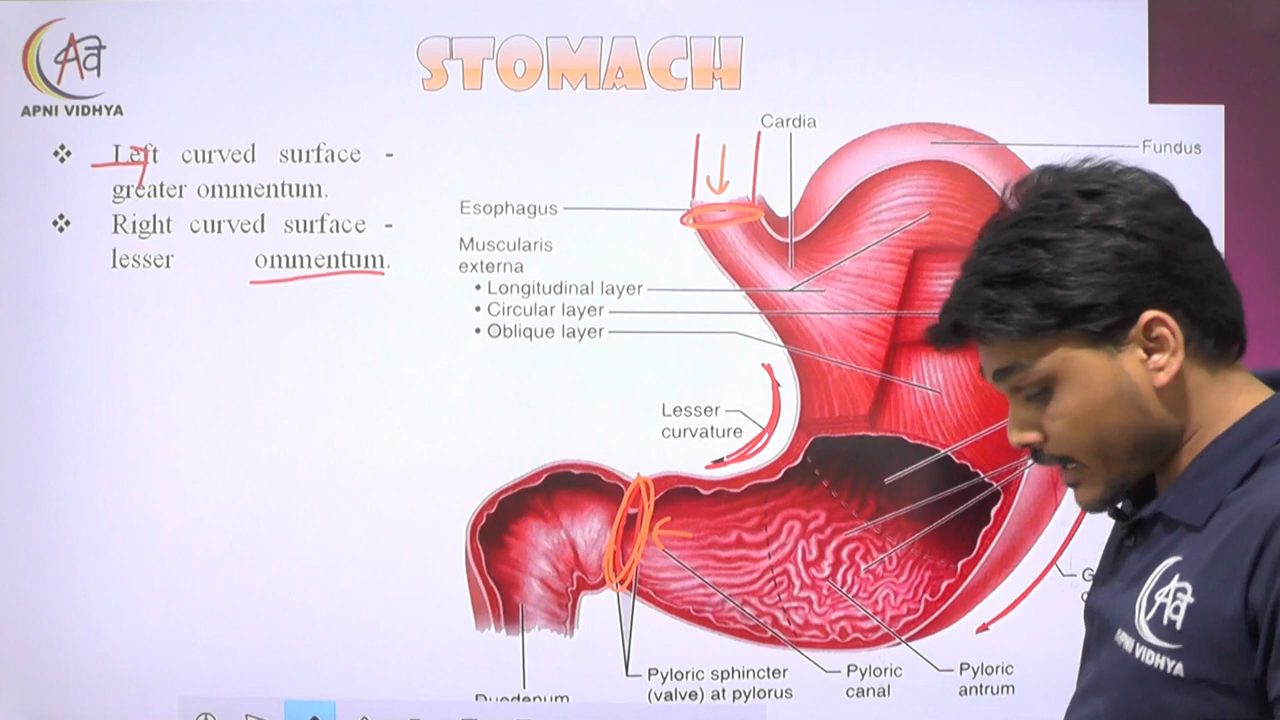 APNI VIDHYA
STOMACH
❖ Left curved surface -
greater ommentum.
❖ Right curved surface -
lesser ommentum.
Cardia
Fundus
Esophagus
Muscularis
externa
• Longitudinal layer
• Circular layer
• Oblique layer
Lesser
curvature
G
Pyloric sphincter
(valve) at pylorus
Pyloric
canal
Pyloric
antrum
Duodenum
APNI VIDHYA